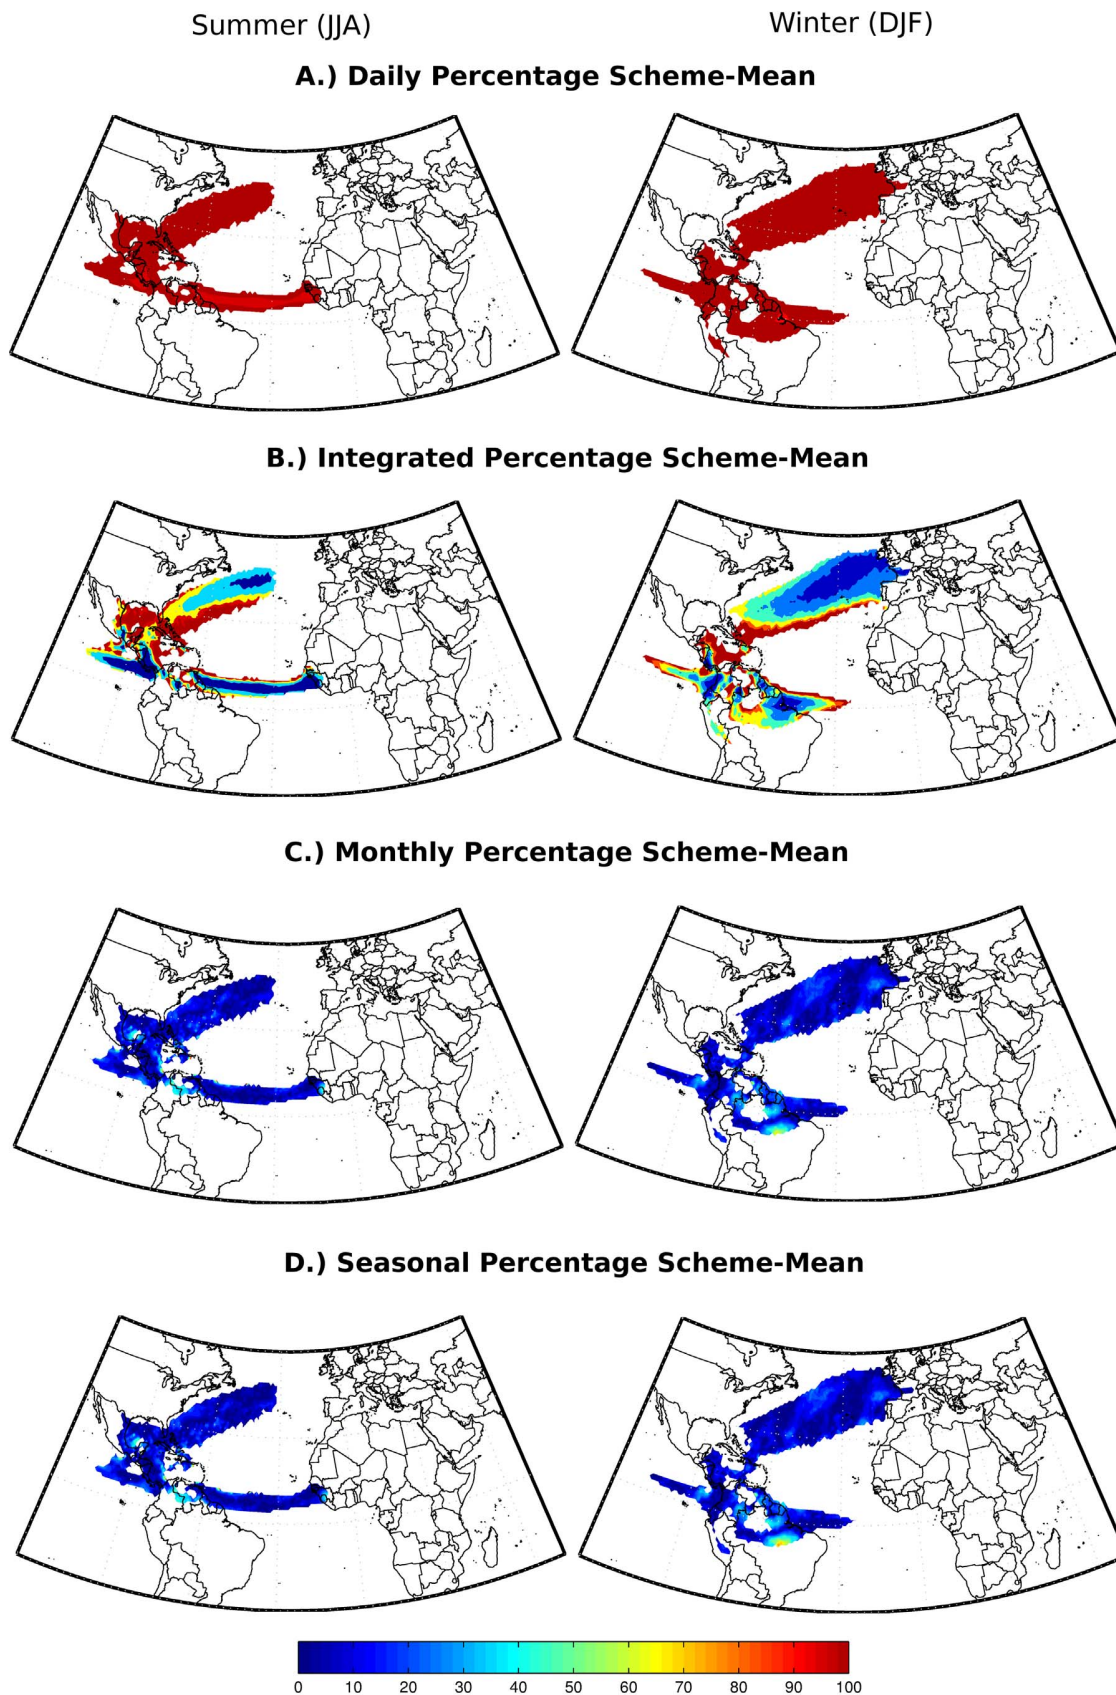 Summer (JJA) Winter (DJF)
A.) Daily Percentage Scheme-Mean
B.) Integrated Percentage Scheme-Mean
C.) Monthly Percentage Scheme-Mean
D.) Seasonal Percentage Scheme-Mean
0 10 20 30 40 50 60 70 80 90 100